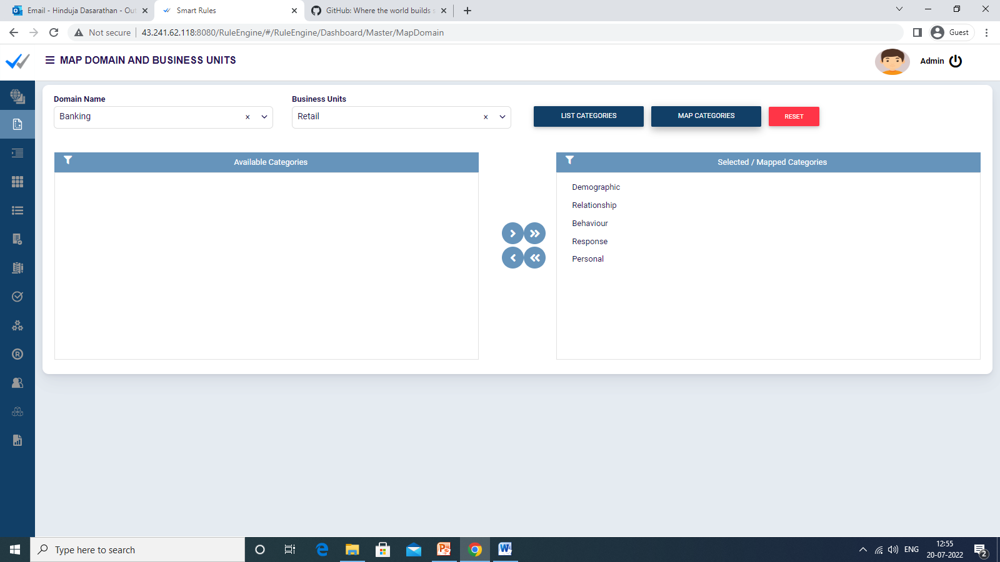 Email - Hinduja Dasarathan - Out
Smart Rules
GitHub: Where the world builds s
Not secure
43.241.62.118:8080/RuleEngine/#/RuleEngine/Dashboard/Master/MapDomain
Guest
MAP DOMAIN AND BUSINESS UNITS
Admin
Domain Name
Business Units
Banking
Retail
LIST CATEGORIES
MAP CATEGORIES
RESET
Available Categories
Selected / Mapped Categories
Demographic
Relationship
Behaviour
Response
Personal
Type here to search
ENG
12:55
20-07-2022
2